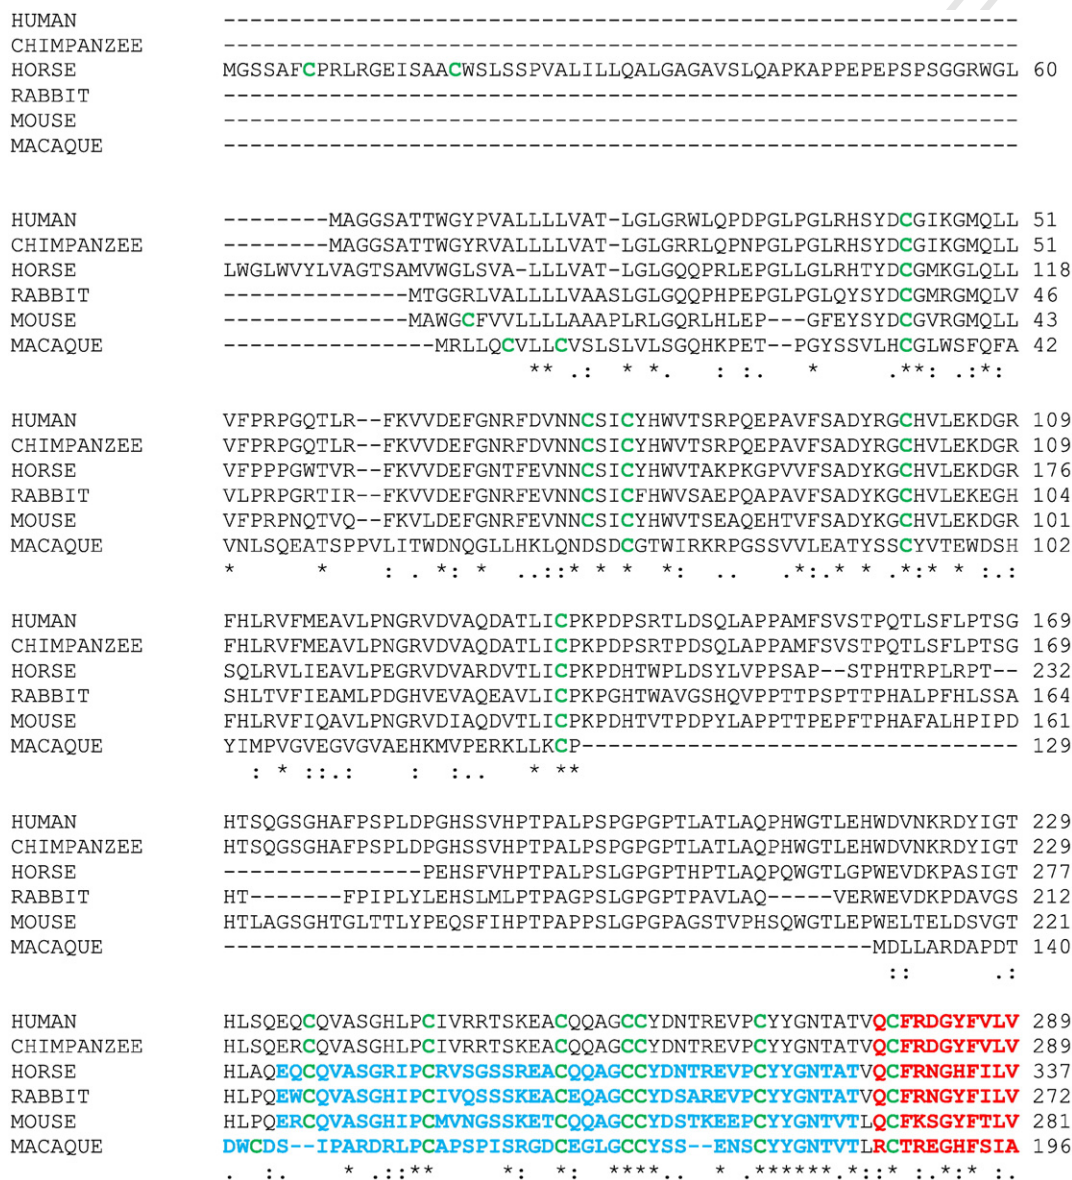 HUMAN ------------------------------------------------------------
CHIMPANZEE ------------------------------------------------------------
HORSE MGSSAFCPRLRGEISAACWSLSSPVALILLQALGAGAVSLQAPKAPPEPEPSPSGGRWGL 60
RABBIT ------------------------------------------------------------
MOUSE ------------------------------------------------------------
MACAQUE ------------------------------------------------------------
HUMAN --------MAGGSATTWGYPVALLLLVAT-LGLGRWLQPDPGLPGLRHSYDCGIKGMQLL 51
CHIMPANZEE --------MAGGSATTWGYRVALLLLVAT-LGLGRRLQPNPGLPGLRHSYDCGIKGMQLL 51
HORSE LWGLWVYLVAGTSAMVWGLSVA-LLLVAT-LGLGQQPRLEPGLLGLRHTYDCGMKGLQLL 118
RABBIT --------------MTGGRLVALLLLVAASLGLGQQPHPEPGLPGLQYSYDCGMRGMQLV 46
MOUSE --------------MAWGCFVVLLLLAAAPLRLGQRLHLEP---GFEYSYDCGVRGMQLL 43
MACAQUE ----------------MRLLQCVLLCVSLSLVLSGQHKPET--PGYSSVLHCGLWSFQFA 42
** .: * *. : :. * .**: .:*:
HUMAN VFPRPGQTLR--FKVVDEFGNRFDVNNCSICYHWVTSRPQEPAVFSADYRGCHVLEKDGR 109
CHIMPANZEE VFPRPGQTLR--FKVVDEFGNRFDVNNCSICYHWVTSRPQEPAVFSADYRGCHVLEKDGR 109
HORSE VFPPPGWTVR--FKVVDEFGNTFEVNNCSICYHWVTAKPKGPVVFSADYKGCHVLEKDGR 176
RABBIT VLPRPGRTIR--FKVVDEFGNRFEVNNCSICFHWVSAEPQAPAVFSADYKGCHVLEKEGH 104
MOUSE VFPRPNQTVQ--FKVLDEFGNRFEVNNCSICYHWVTSEAQEHTVFSADYKGCHVLEKDGR 101
MACAQUE VNLSQEATSPPVLITWDNQGLLHKLQNDSDCGTWIRKRPGSSVVLEATYSSCYVTEWDSH 102
* * : . *: * ..::* * * *: .. .*:.* * .*:* * :.:
HUMAN FHLRVFMEAVLPNGRVDVAQDATLICPKPDPSRTLDSQLAPPAMFSVSTPQTLSFLPTSG 169
CHIMPANZEE FHLRVFMEAVLPNGRVDVAQDATLICPKPDPSRTPDSQLAPPAMFSVSTPQTLSFLPTSG 169
HORSE SQLRVLIEAVLPEGRVDVARDVTLICPKPDHTWPLDSYLVPPSAP--STPHTRPLRPT-- 232
RABBIT SHLTVFIEAMLPDGHVEVAQEAVLICPKPGHTWAVGSHQVPPTTPSPTTPHALPFHLSSA 164
MOUSE FHLRVFIQAVLPNGRVDIAQDVTLICPKPDHTVTPDPYLAPPTTPEPFTPHAFALHPIPD 161
MACAQUE YIMPVGVEGVGVAEHKMVPERKLLKCP--------------------------------- 129
: * ::.: : :.. * **
HUMAN HTSQGSGHAFPSPLDPGHSSVHPTPALPSPGPGPTLATLAQPHWGTLEHWDVNKRDYIGT 229
CHIMPANZEE HTSQGSGHAFPSPLDPGHSSVHPTPALPSPGPGPTLATLAQPHWGTLEHWDVNKRDYIGT 229
HORSE ---------------PEHSFVHPTPALPSLGPGPTHPTLAQPQWGTLGPWEVDKPASIGT 277
RABBIT HT-------FPIPLYLEHSLMLPTPAGPSLGPGPTPAVLAQ-----VERWEVDKPDAVGS 212
MOUSE HTLAGSGHTGLTTLYPEQSFIHPTPAPPSLGPGPAGSTVPHSQWGTLEPWELTELDSVGT 221
MACAQUE -------------------------------------------------MDLLARDAPDT 140
:: .:
HUMAN HLSQEQCQVASGHLPCIVRRTSKEACQQAGCCYDNTREVPCYYGNTATVQCFRDGYFVLV 289
CHIMPANZEE HLSQERCQVASGHLPCIVRRTSKEACQQAGCCYDNTREVPCYYGNTATVQCFRDGYFVLV 289
HORSE HLAQEQCQVASGRIPCRVSGSSREACQQAGCCYDNTREVPCYYGNTATVQCFRNGHFILV 337
RABBIT HLPQEWCQVASGHIPCIVQSSSKEACEQAGCCYDSAREVPCYYGNTATVQCFRNGYFILV 272
MOUSE HLPQERCQVASGHIPCMVNGSSKETCQQAGCCYDSTKEEPCYYGNTVTLQCFKSGYFTLV 281
MACAQUE DWCDS--IPARDRLPCAPSPISRGDCEGLGCCYSS--ENSCYYGNTVTLRCTREGHFSIA 196
. :. * .::** *: *: ****.. * .******.*::* :.:* :.